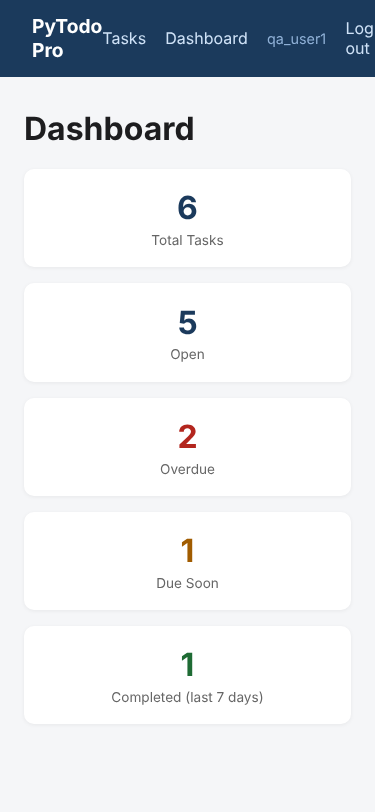 PyTodo Pro
Tasks
Dashboard
qa_user1
Log out
Dashboard
6
Total Tasks
5
Open
2
Overdue
1
Due Soon
1
Completed (last 7 days)